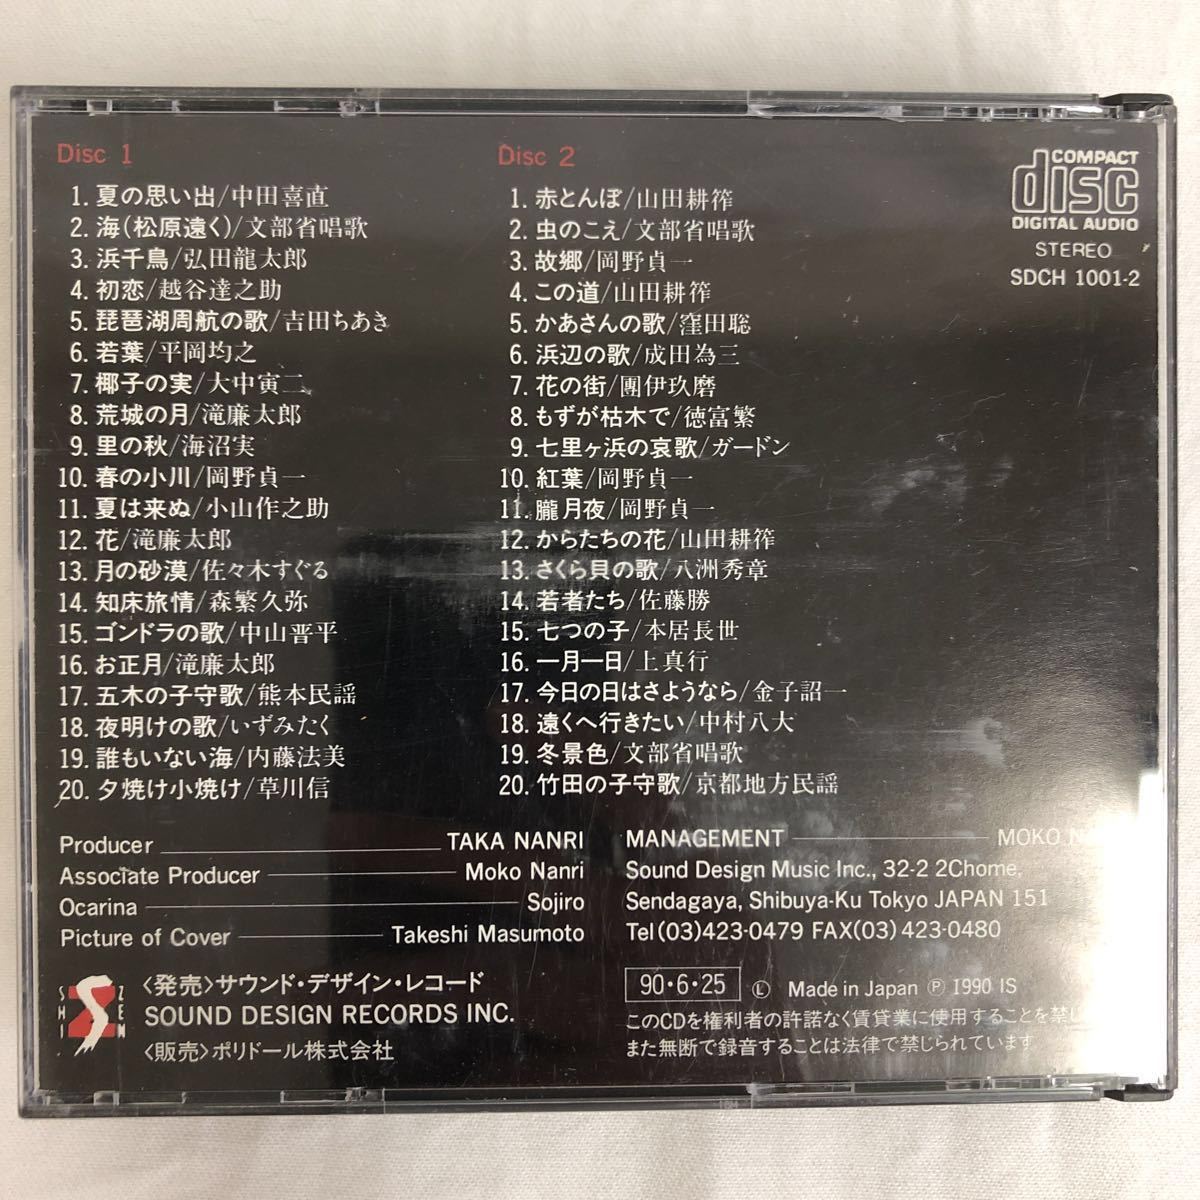 Disc 1
1. 夏の思い出/中田喜直
2. 海(松原遠く)/文部省唱歌
3. 浜千鳥/弘田龍太郎
4. 初恋/越谷達之助
5. 琵琶湖周航の歌/吉田ちあき
6. 若葉/平岡均之
7. 椰子の実/大中寅二
8. 荒城の月/滝廉太郎
9. 里の秋/海沼実
10. 春の小川/岡野貞一
11. 夏は来ぬ/小山作之助
12. 花/滝廉太郎
13. 月の砂漠/佐々木すぐる
14. 知床旅情/森繁久弥
15. ゴンドラの歌/中山晋平
16. お正月/滝廉太郎
17. 五木の子守歌/熊本民謡
18. 夜明けの歌/いずみたく
19. 誰もいない海/内藤法美
20. 夕焼け小焼け/草川信
Disc 2
1. 赤とんぼ/山田耕筰
2. 虫のこえ/文部省唱歌
3. 故郷/岡野貞一
4. この道/山田耕筰
5. かあさんの歌/窪田聡
6. 浜辺の歌/成田為三
7. 花の街/團伊玖磨
8. もずが枯木で/徳富繁
9. 七里ヶ浜の哀歌/ガードン
10. 紅葉/岡野貞一
11. 朧月夜/岡野貞一
12. からたちの花/山田耕筰
13. さくら貝の歌/八洲秀章
14. 若者たち/佐藤勝
15. 七つの子/本居長世
16. 一月一日/上真行
17. 今日の日はさようなら/金子詔一
18. 遠くへ行きたい/中村八大
19. 冬景色/文部省唱歌
20. 竹田の子守歌/京都地方民謡
COMPACT
disc
DIGITAL AUDIO
STEREO
SDCH 1001-2
Producer TAKA NANRI
Associate Producer Moko Nanri
Ocarina Sojiro
Picture of Cover Takeshi Masumoto
MANAGEMENT MOKO
Sound Design Music Inc., 32-2 2Chome,
Sendagaya, Shibuya-Ku Tokyo JAPAN 151
Tel(03)423-0479 FAX(03)423-0480
SHI ZEN
〈発売〉サウンド・デザイン・レコード
SOUND DESIGN RECORDS INC.
〈販売〉ポリドール株式会社
90・6・25 Ⓛ Made in Japan Ⓟ 1990 IS
このCDを権利者の許諾なく賃貸業に使用することを禁じ
また無断で録音することは法律で禁じられています